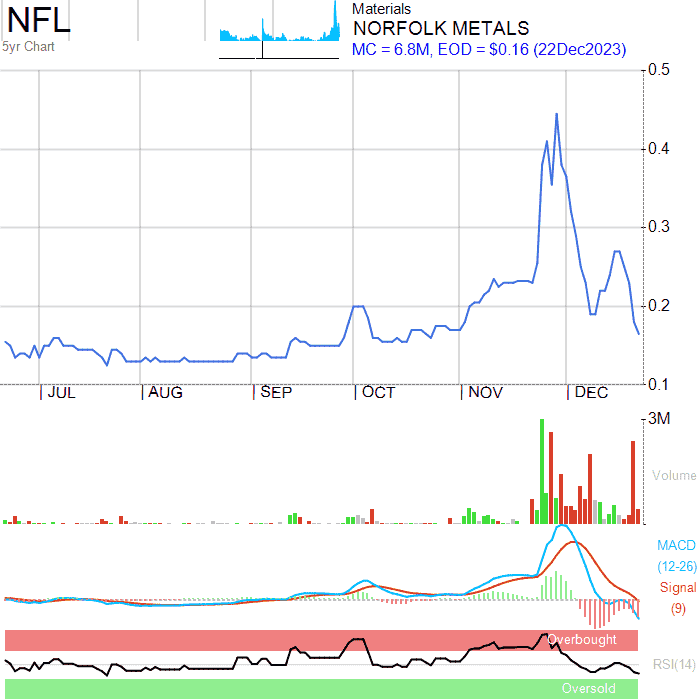 NFL
5yr Chart
Materials
NORFOLK METALS
MC = 6.8M, EOD = $0.16 (22Dec2023)
0.5
0.4
0.3
0.2
0.1
JUL AUG SEP OCT NOV DEC
3M
Volume
MACD
(12-26)
Signal
(9)
Overbought
RSI(14)
Oversold